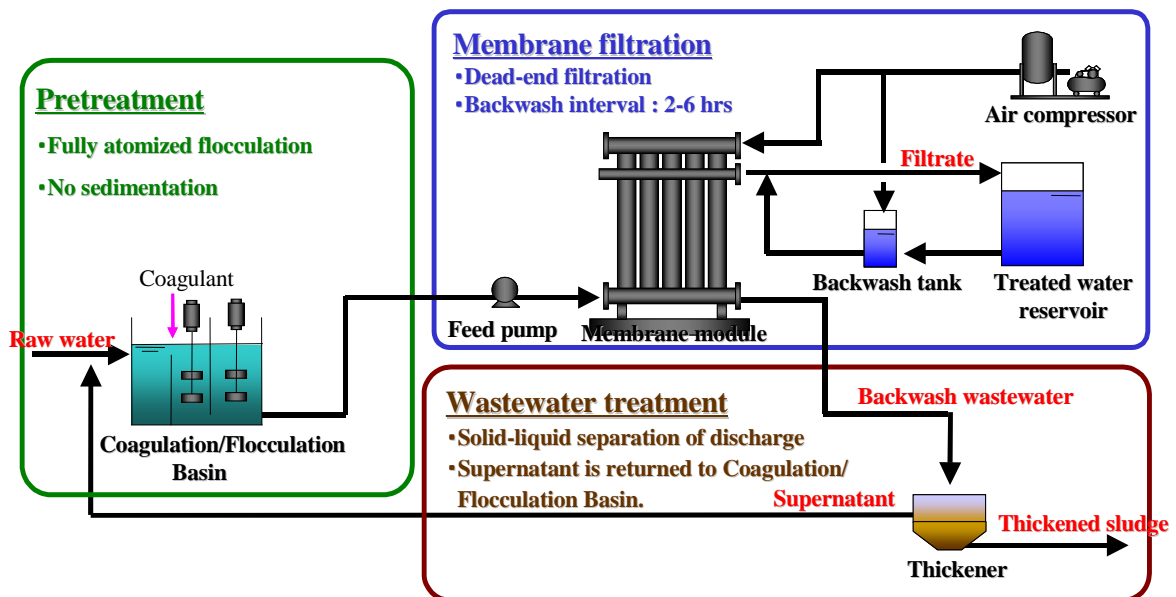 Pretreatment
・Fully atomized flocculation
・No sedimentation
Coagulant
Raw water
Coagulation/Flocculation
Basin
Membrane filtration
・Dead-end filtration
・Backwash interval : 2-6 hrs
Air compressor
Filtrate
Backwash tank
Treated water
reservoir
Feed pump
Membrane module
Wastewater treatment
・Solid-liquid separation of discharge
・Supernatant is returned to Coagulation/
Flocculation Basin.
Backwash wastewater
Supernatant
Thickened sludge
Thickener